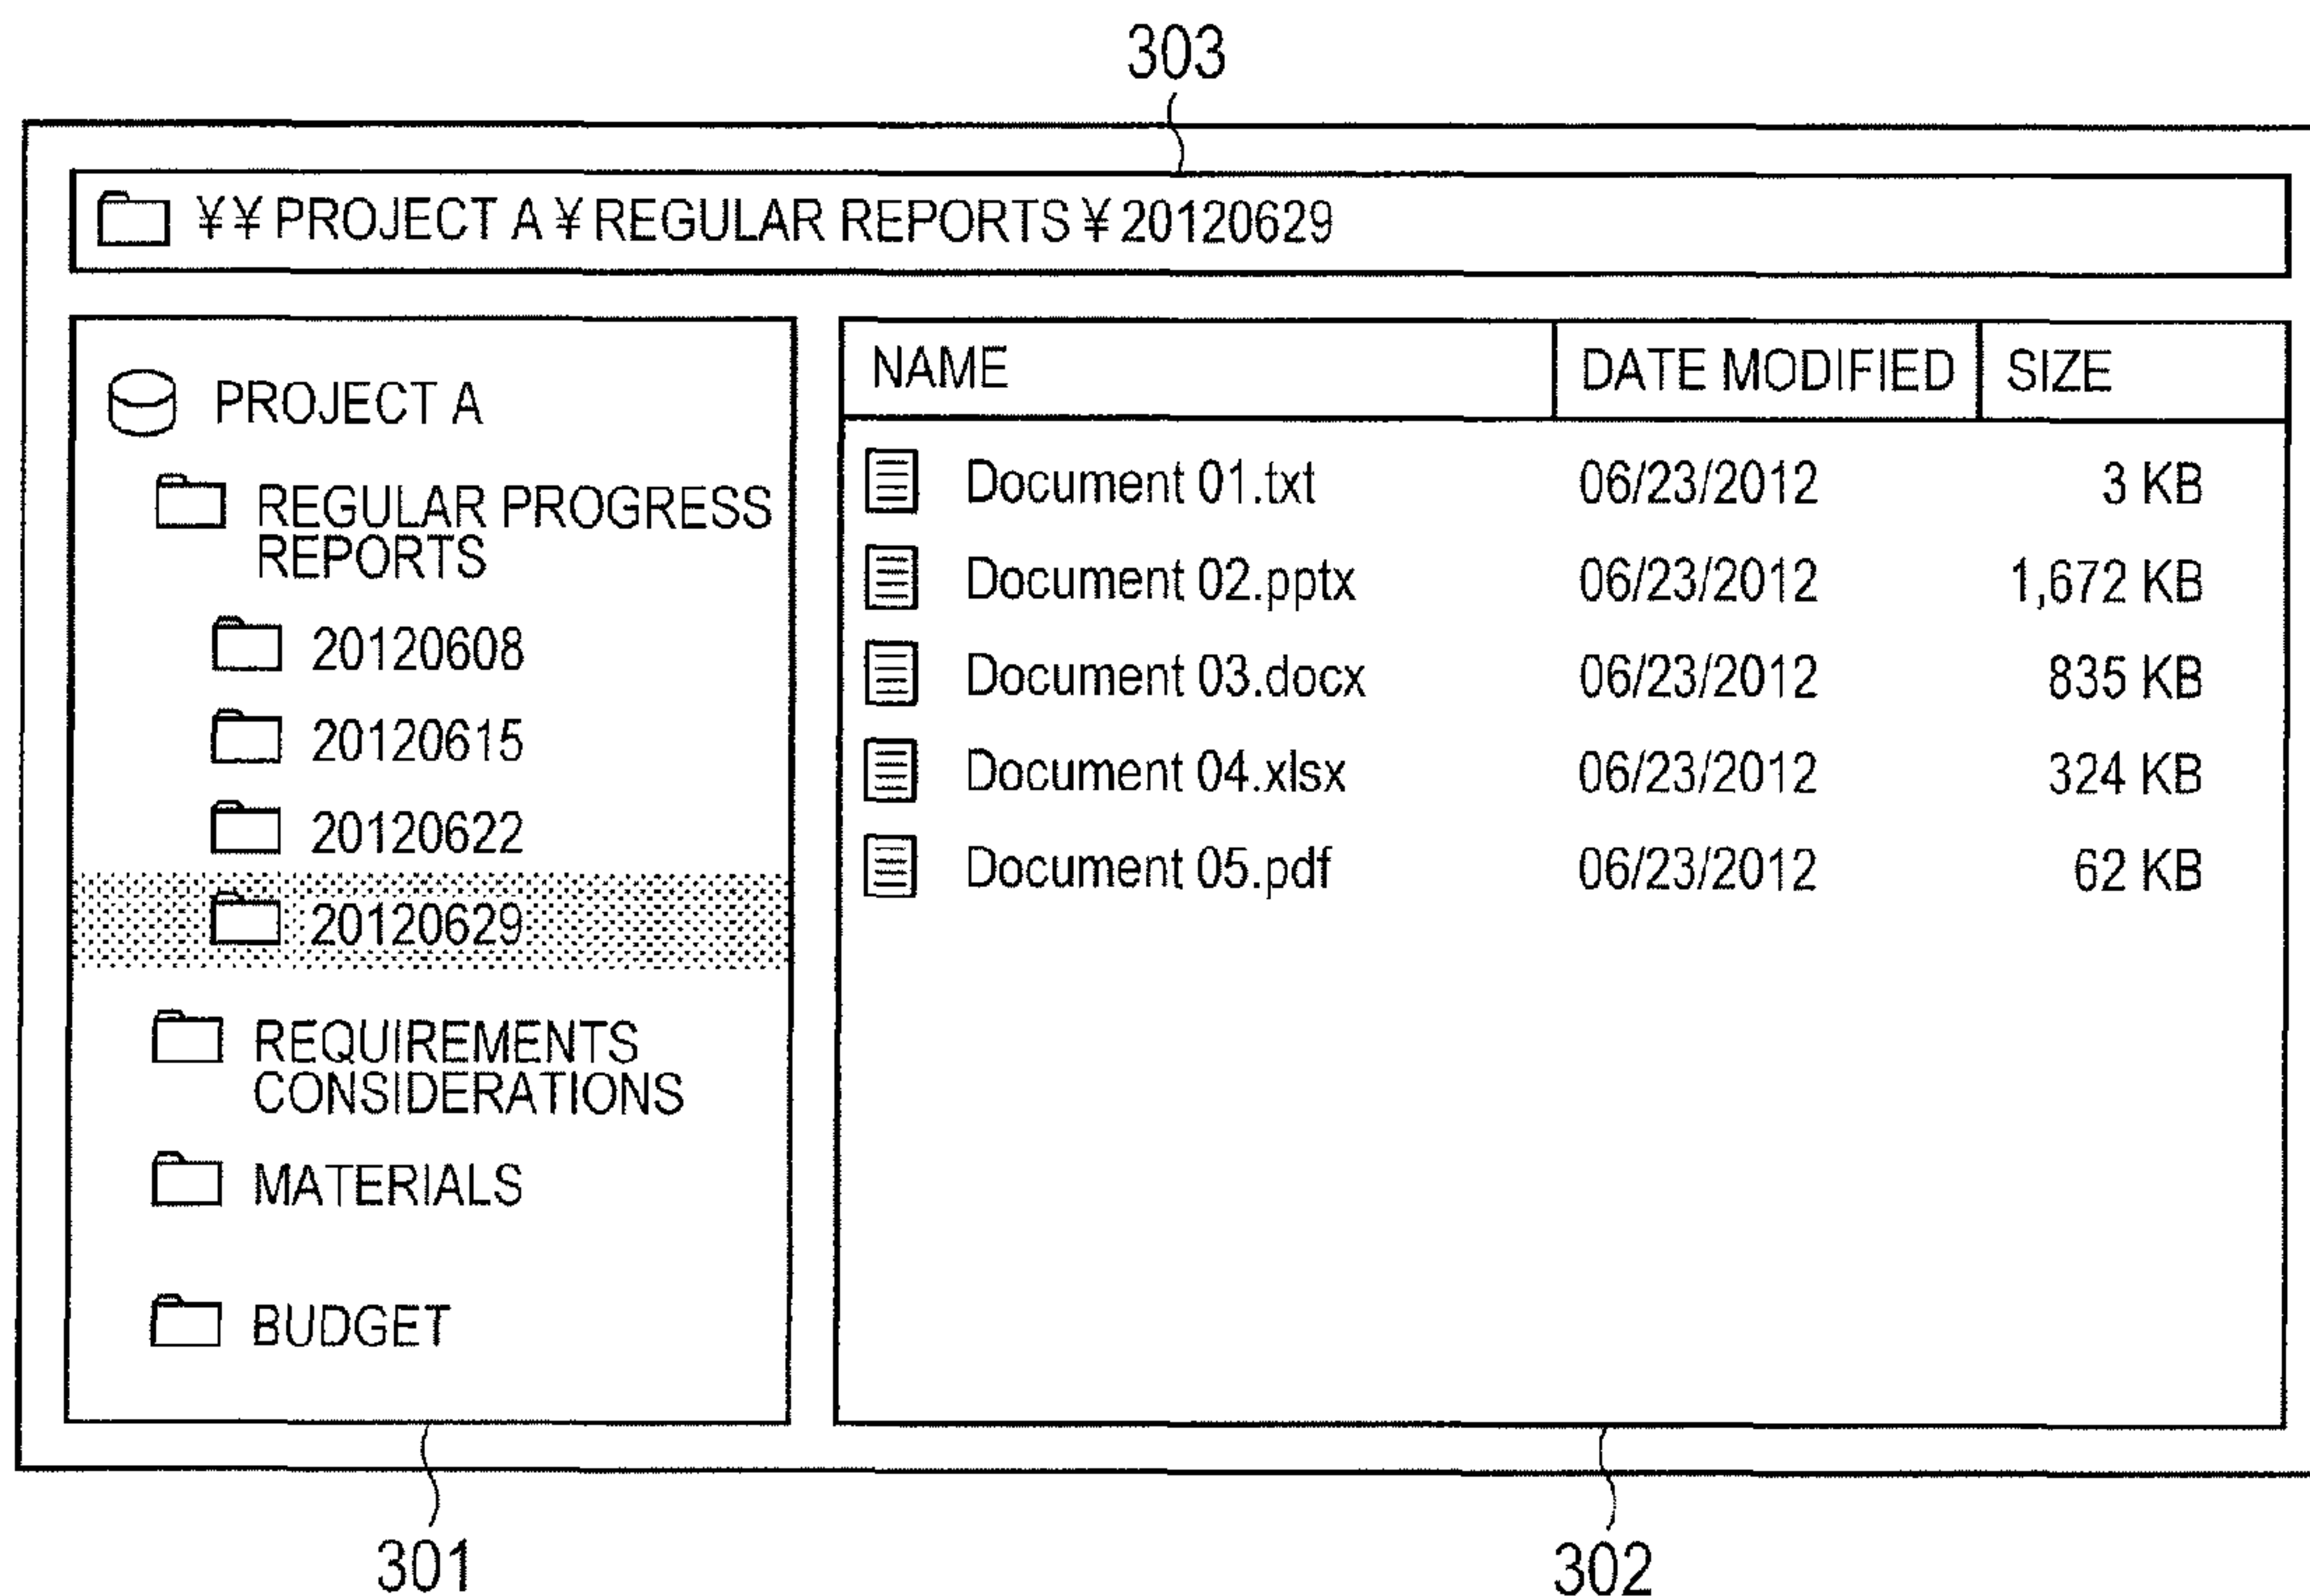 303
¥¥PROJECT A¥REGULAR REPORTS¥20120629
PROJECT A
REGULAR PROGRESS
REPORTS
20120608
20120615
20120622
20120629
REQUIREMENTS
CONSIDERATIONS
MATERIALS
BUDGET
NAME DATE MODIFIED SIZE
Document 01.txt 06/23/2012 3 KB
Document 02.pptx 06/23/2012 1,672 KB
Document 03.docx 06/23/2012 835 KB
Document 04.xlsx 06/23/2012 324 KB
Document 05.pdf 06/23/2012 62 KB
301
302